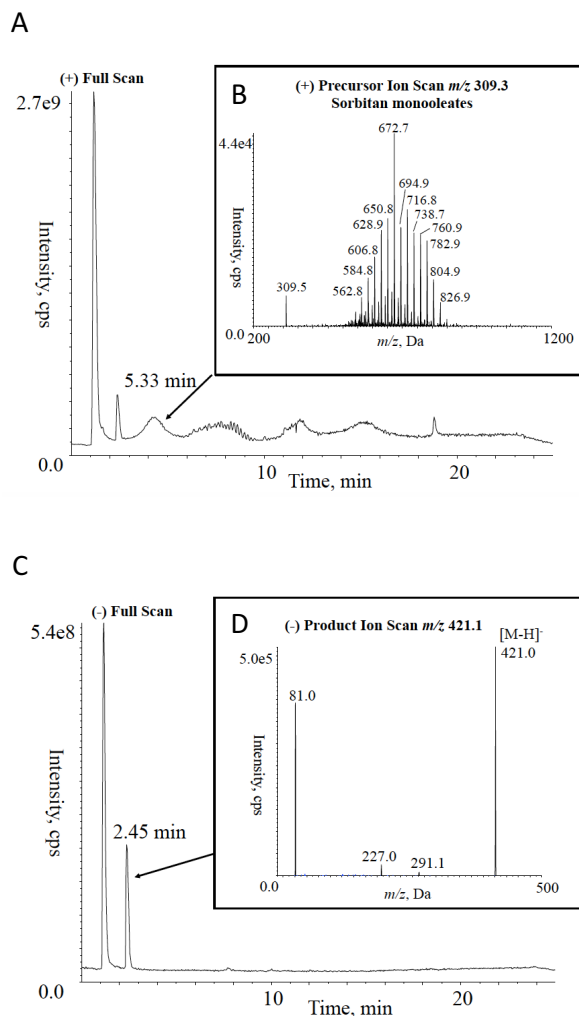 A
(+) Full Scan
2.7e9
Intensity, cps
0.0
5.33 min
10
20
Time, min
B
(+) Precursor Ion Scan m/z 309.3
Sorbitan monooleates
4.4e4
Intensity, cps
0.0
200
1200
m/z, Da
309.5
562.8
584.8
606.8
628.9
650.8
672.7
694.9
716.8
738.7
760.9
782.9
804.9
826.9
C
(-) Full Scan
5.4e8
Intensity, cps
0.0
2.45 min
10
20
Time, min
D
(-) Product Ion Scan m/z 421.1
[M-H]-
421.0
5.0e5
Intensity, cps
81.0
227.0
291.1
0.0
500
m/z, Da